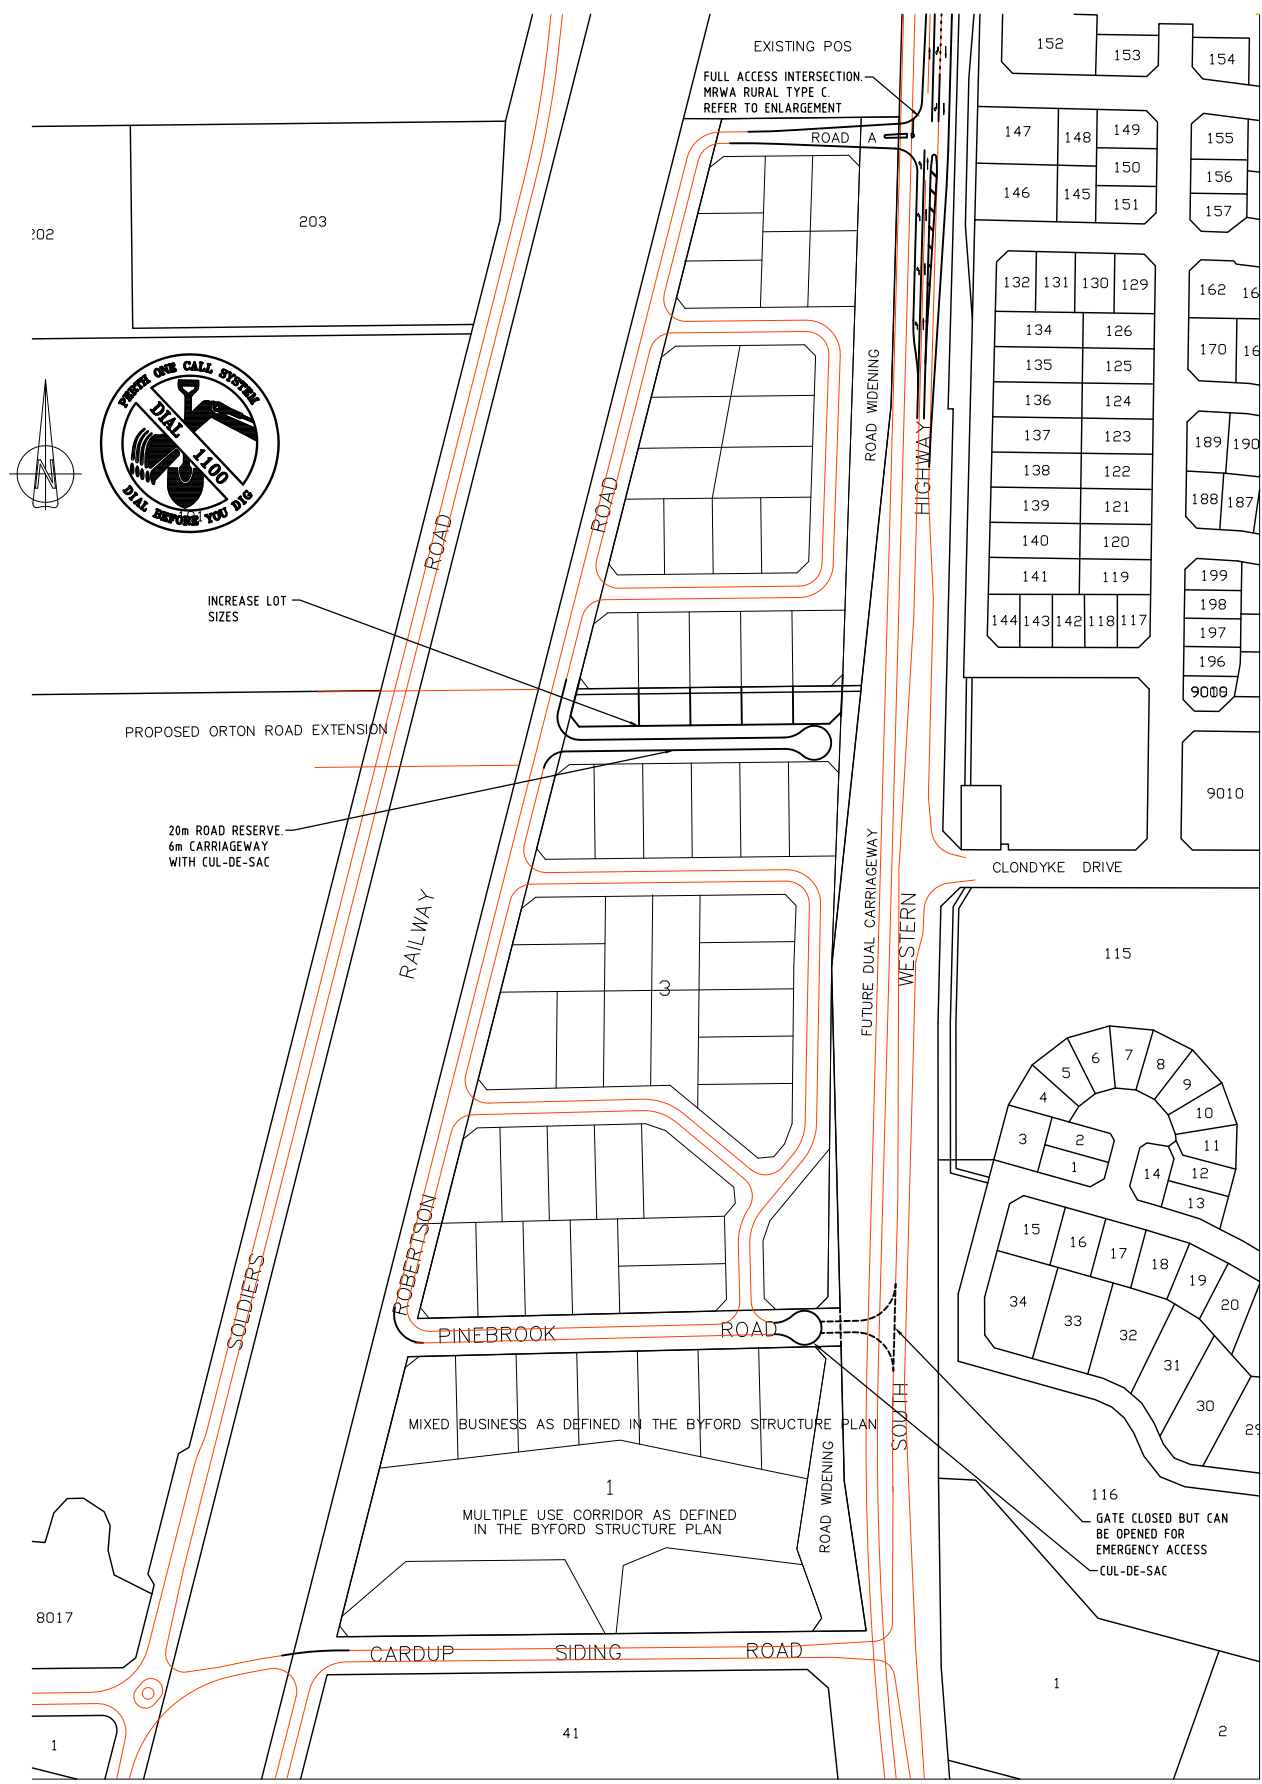 EXISTING POS
FULL ACCESS INTERSECTION.
MRWA RURAL TYPE C.
REFER TO ENLARGEMENT
ROAD A
152
153
154
147
148
149
150
151
146
145
155
156
157
203
202
132
131
130
129
162
16
134
126
135
125
170
16
136
124
137
123
138
122
139
121
140
120
141
119
144
143
142
118
117
189
190
188
187
199
198
197
196
PERTH ONE CALL SYSTEM
DIAL 1100
DIAL BEFORE YOU DIG
N
ROAD
ROAD
ROAD WIDENING
HIGHWAY
INCREASE LOT
SIZES
PROPOSED ORTON ROAD EXTENSION
9010
20m ROAD RESERVE.
6m CARRIAGEWAY
WITH CUL-DE-SAC
CLONDYKE DRIVE
RAILWAY
FUTURE DUAL CARRIAGEWAY
WESTERN
115
3
7
6
8
5
9
4
10
3
2
11
1
14
12
13
15
16
17
18
19
20
34
33
32
31
30
29
ROBERTSON
SOLDIERS
PINEBROOK ROAD
SOUTH
MIXED BUSINESS AS DEFINED IN THE BYFORD STRUCTURE PLAN
1
MULTIPLE USE CORRIDOR AS DEFINED
IN THE BYFORD STRUCTURE PLAN
ROAD WIDENING
116
GATE CLOSED BUT CAN
BE OPENED FOR
EMERGENCY ACCESS
CUL-DE-SAC
8017
CARDUP SIDING ROAD
1
41
1
2